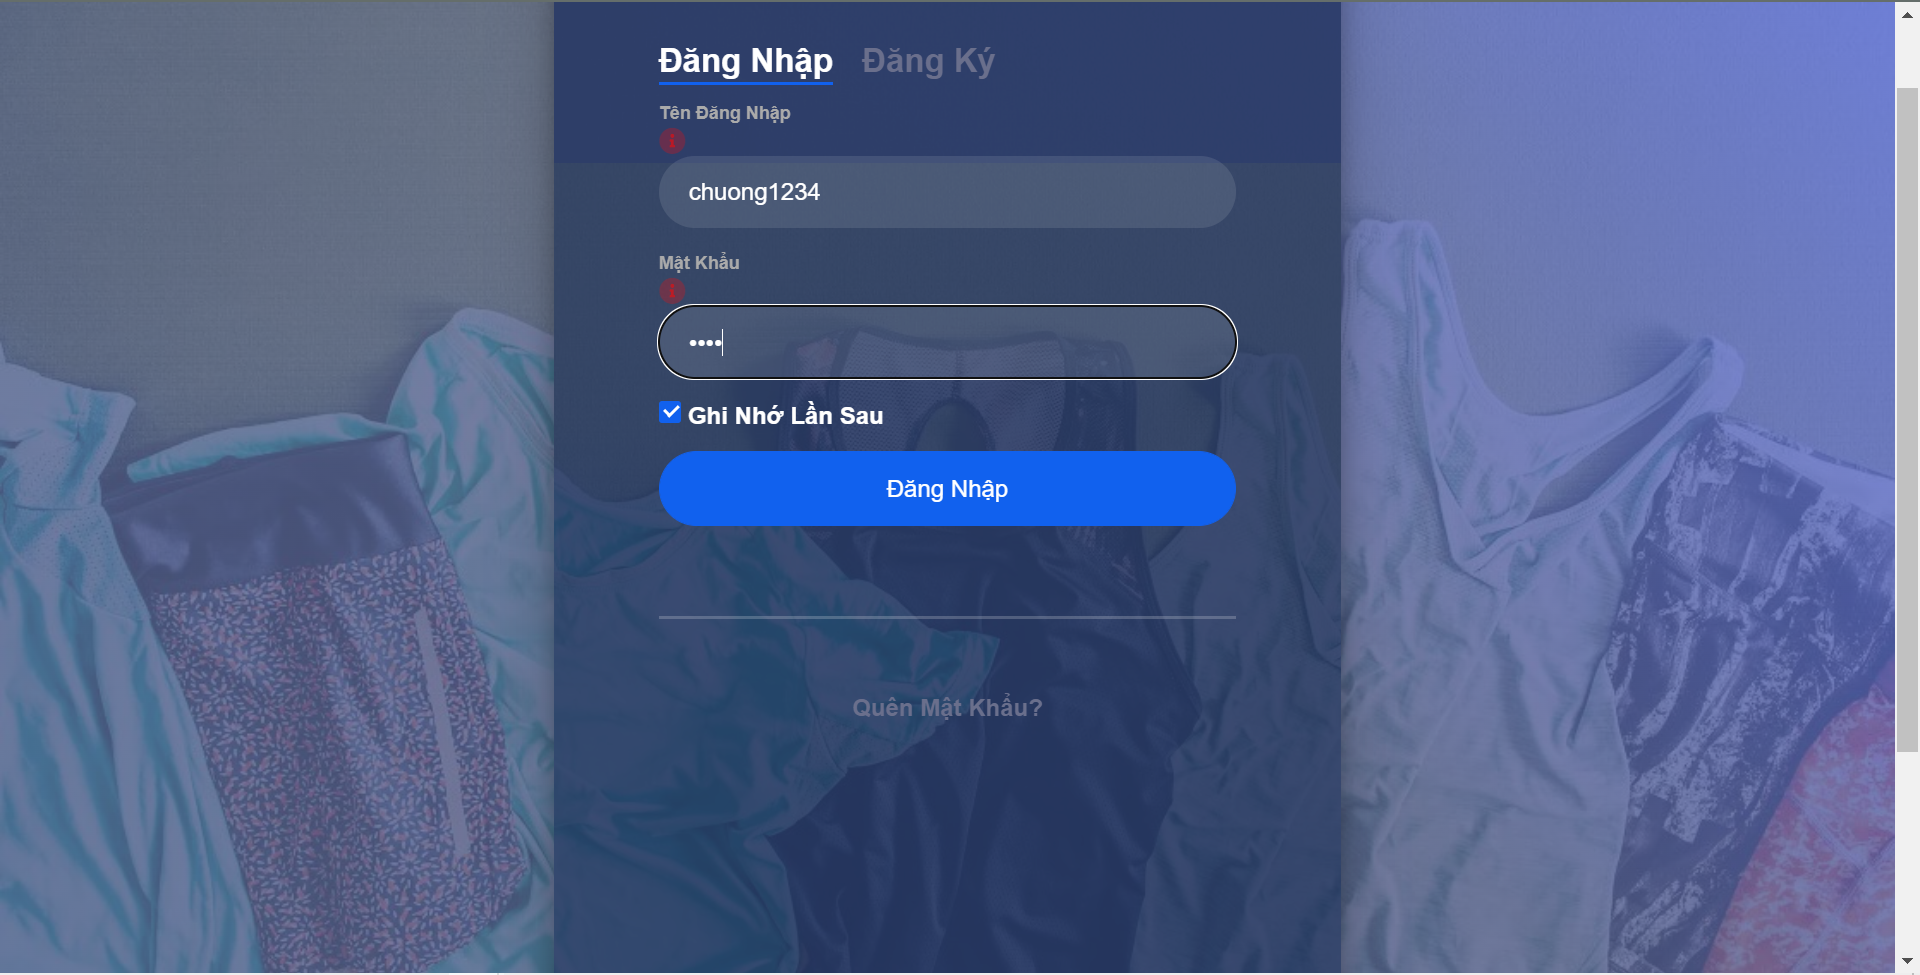 Đăng Nhập Đăng Ký
Tên Đăng Nhập
chuong1234
Mật Khẩu
••••
Ghi Nhớ Lần Sau
Đăng Nhập
Quên Mật Khẩu?